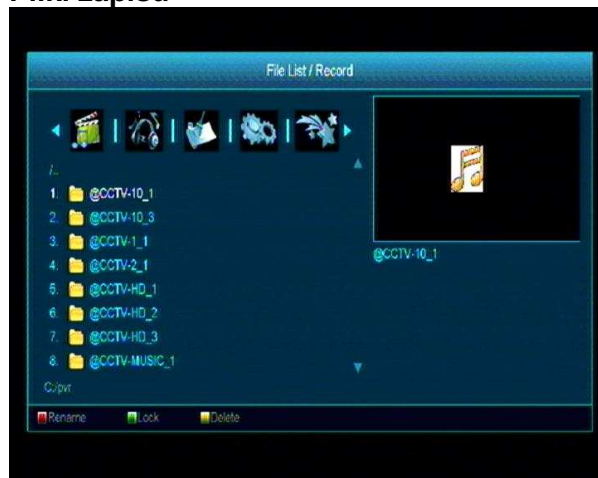 File List / Record
/..
1. @CCTV-10_1
2. @CCTV-10_3
3. @CCTV-1_1
4. @CCTV-2_1
5. @CCTV-HD_1
6. @CCTV-HD_2
7. @CCTV-HD_3
8. @CCTV-MUSIC_1
@CCTV-10_1
C:/pvr
Rename Lock Delete